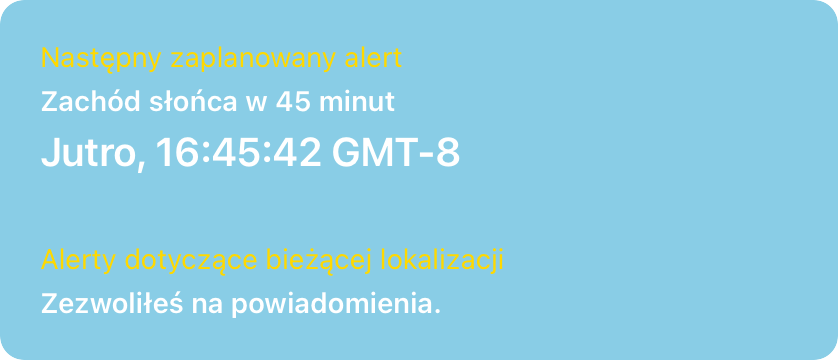 Następny zaplanowany alert
Zachód słońca w 45 minut
Jutro, 16:45:42 GMT-8
Alerty dotyczące bieżącej lokalizacji
Zezwoliłeś na powiadomienia.